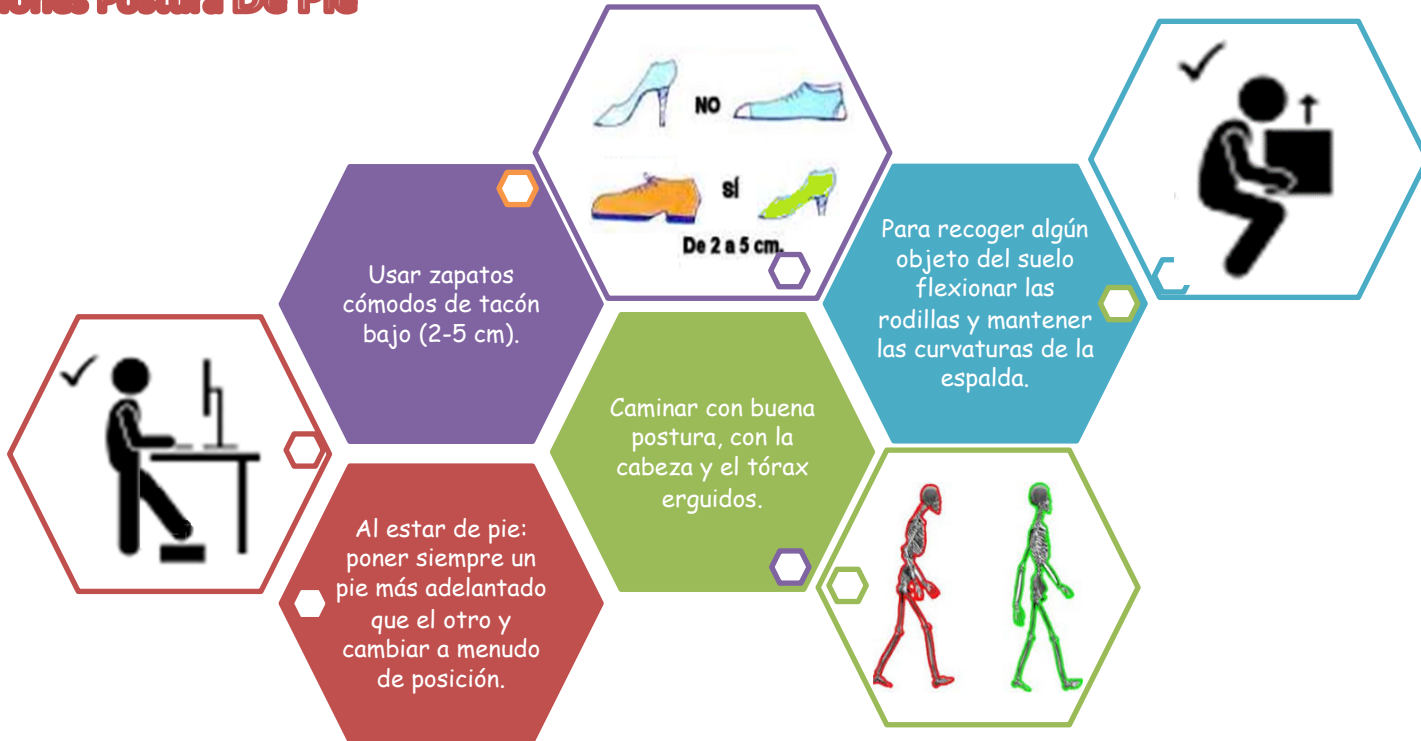 Postura De Pie
NO
SÍ
De 2 a 5 cm.
Usar zapatos
cómodos de tacón
bajo (2-5 cm).
Para recoger algún
objeto del suelo
flexionar las
rodillas y mantener
las curvaturas de la
espalda.
Caminar con buena
postura, con la
cabeza y el tórax
erguidos.
Al estar de pie:
poner siempre un
pie más adelantado
que el otro y
cambiar a menudo
de posición.